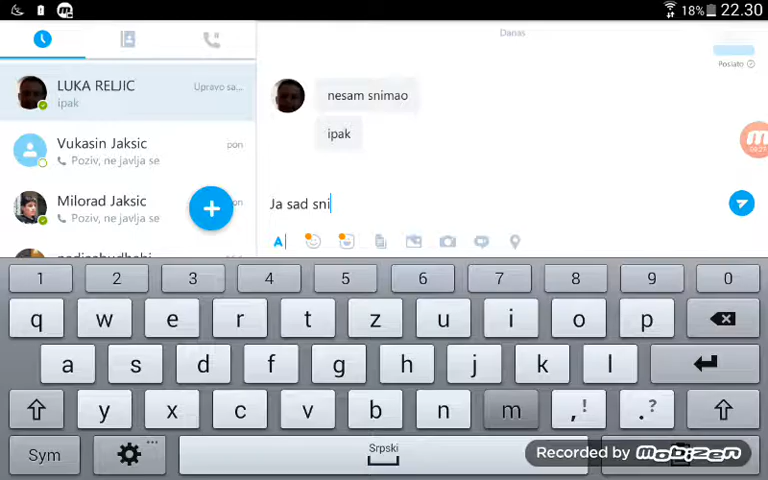 18% 22.30
LUKA RELJIC
Upravo sa...
ipak
Vukasin Jaksic
pon
Poziv, ne javlja se
Milorad Jaksic
Poziv, ne javlja se
Danas
Poslato
nesam snimao
ipak
Ja sad sni
A
1 2 3 4 5 6 7 8 9 0
q w e r t z u i o p
a s d f g h j k l
y x c v b n m ,! .?
Sym
Srpski
Recorded by mobizen